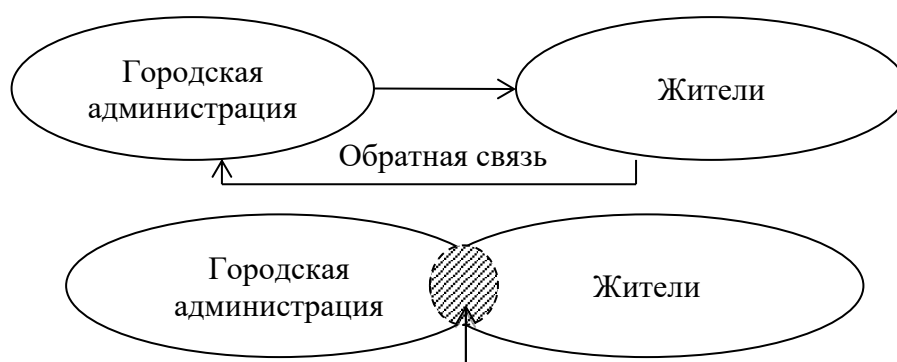 Городская
администрация
Жители
Обратная связь
Городская
администрация
Жители